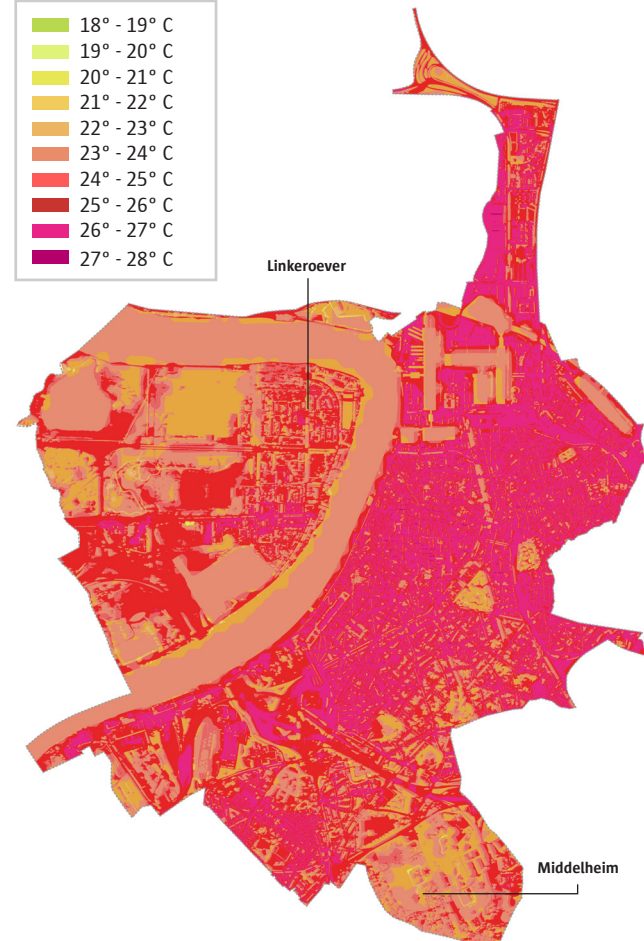 18° - 19° C
19° - 20° C
20° - 21° C
21° - 22° C
22° - 23° C
23° - 24° C
24° - 25° C
25° - 26° C
26° - 27° C
27° - 28° C
Linkeroever
Middelheim